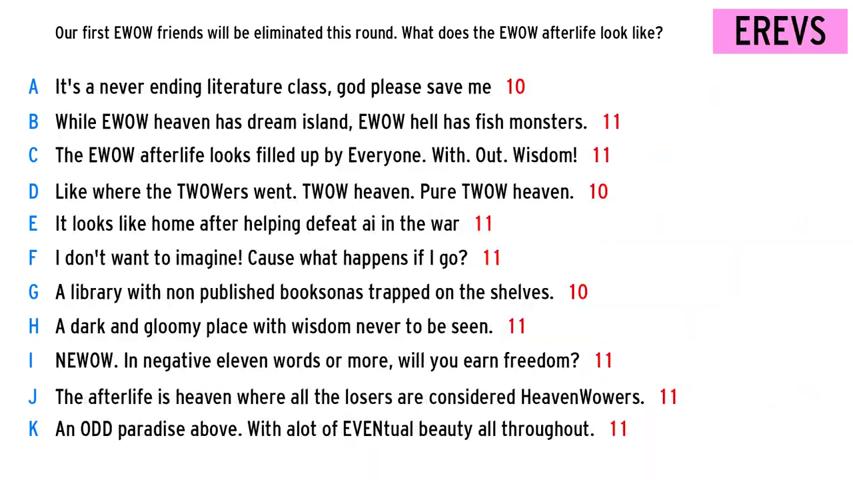 Our first EWOW friends will be eliminated this round. What does the EWOW afterlife look like?
EREVS
A It's a never ending literature class, god please save me 10
B While EWOW heaven has dream island, EWOW hell has fish monsters. 11
C The EWOW afterlife looks filled up by Everyone. With. Out. Wisdom! 11
D Like where the TWOWers went. TWOW heaven. Pure TWOW heaven. 10
E It looks like home after helping defeat ai in the war 11
F I don't want to imagine! Cause what happens if I go? 11
G A library with non published booksonas trapped on the shelves. 10
H A dark and gloomy place with wisdom never to be seen. 11
I NEWOW. In negative eleven words or more, will you earn freedom? 11
J The afterlife is heaven where all the losers are considered HeavenWowers. 11
K An ODD paradise above. With alot of EVENtual beauty all throughout. 11